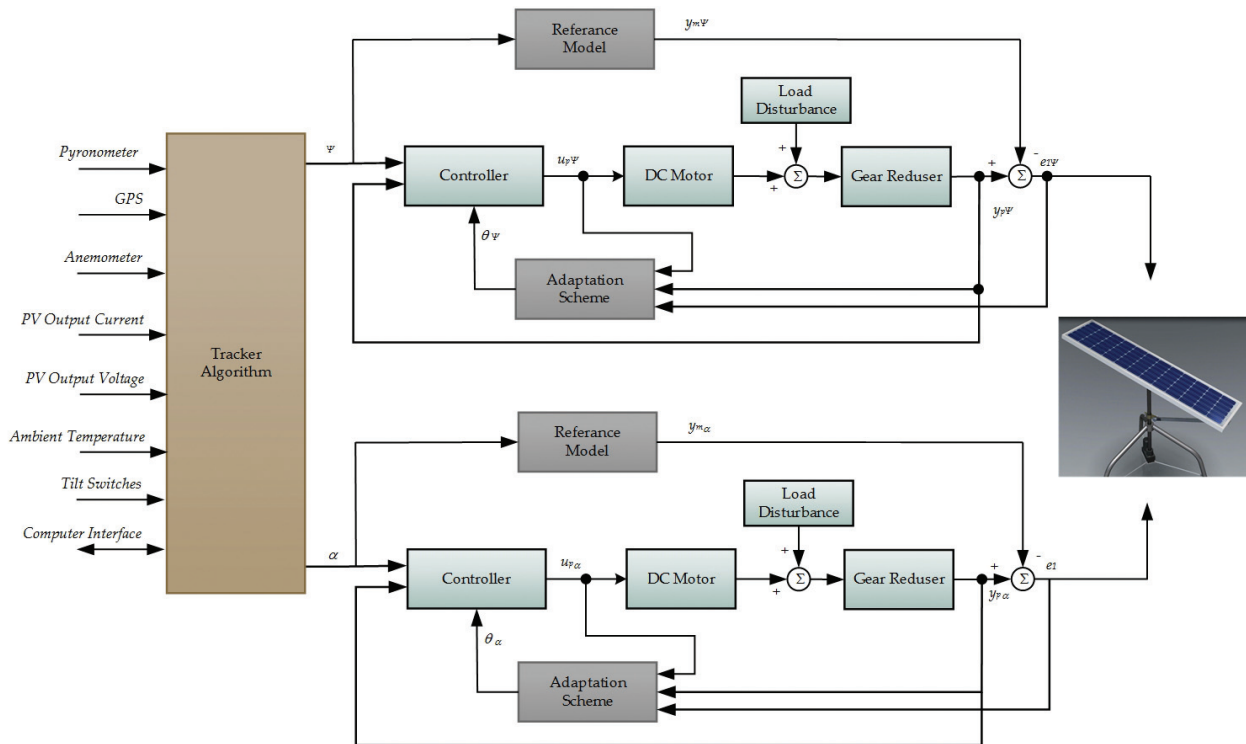 Referance
Model
ymΨ
Load
Disturbance
Ψ
+
-
Pyronometer
Controller
upΨ
DC Motor
+
Σ
Gear Reduser
+
Σ
e1Ψ
GPS
ypΨ
θΨ
Anemometer
Adaptation
Scheme
PV Output Current
Tracker
Algorithm
PV Output Voltage
Ambient Temperature
Referance
Model
ymα
Tilt Switches
Load
Disturbance
Computer Interface
α
+
-
Controller
upα
DC Motor
+
Σ
Gear Reduser
+
Σ
e1
ypα
θα
Adaptation
Scheme